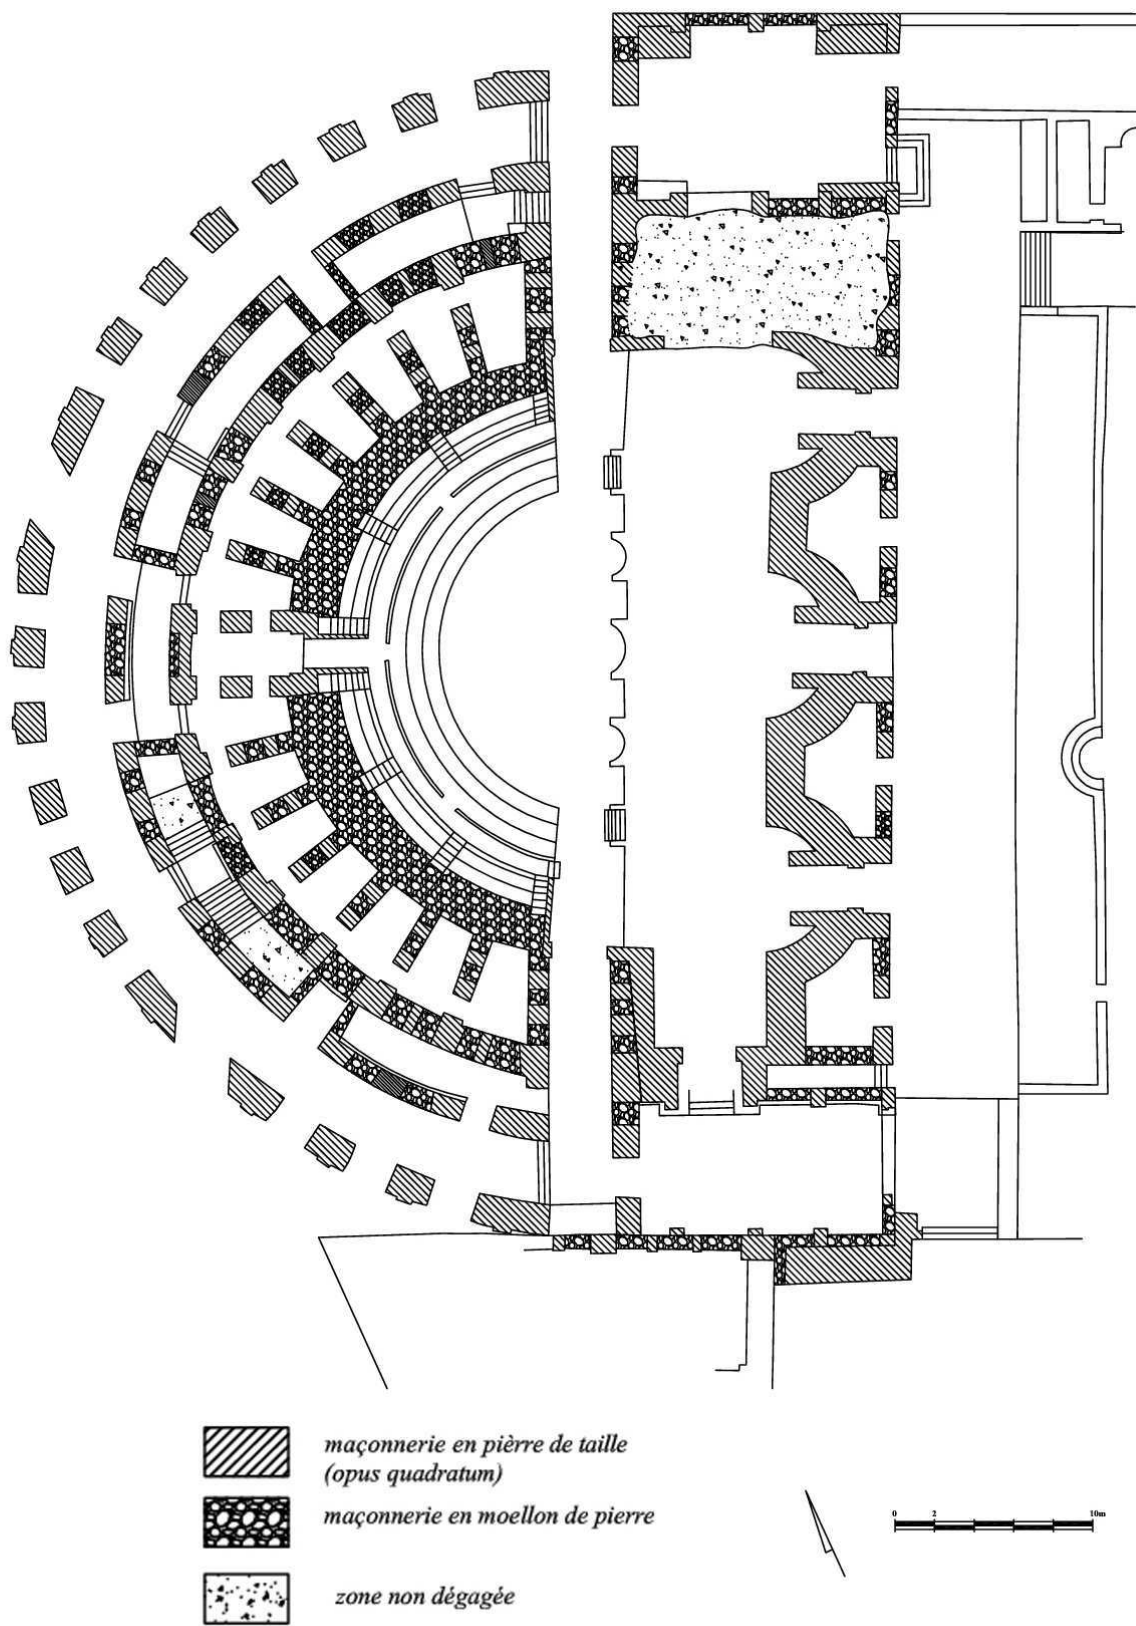 maçonnerie en pièrre de taille
(opus quadratum)
maçonnerie en moellon de pierre
zone non dégagée
0 2 10m